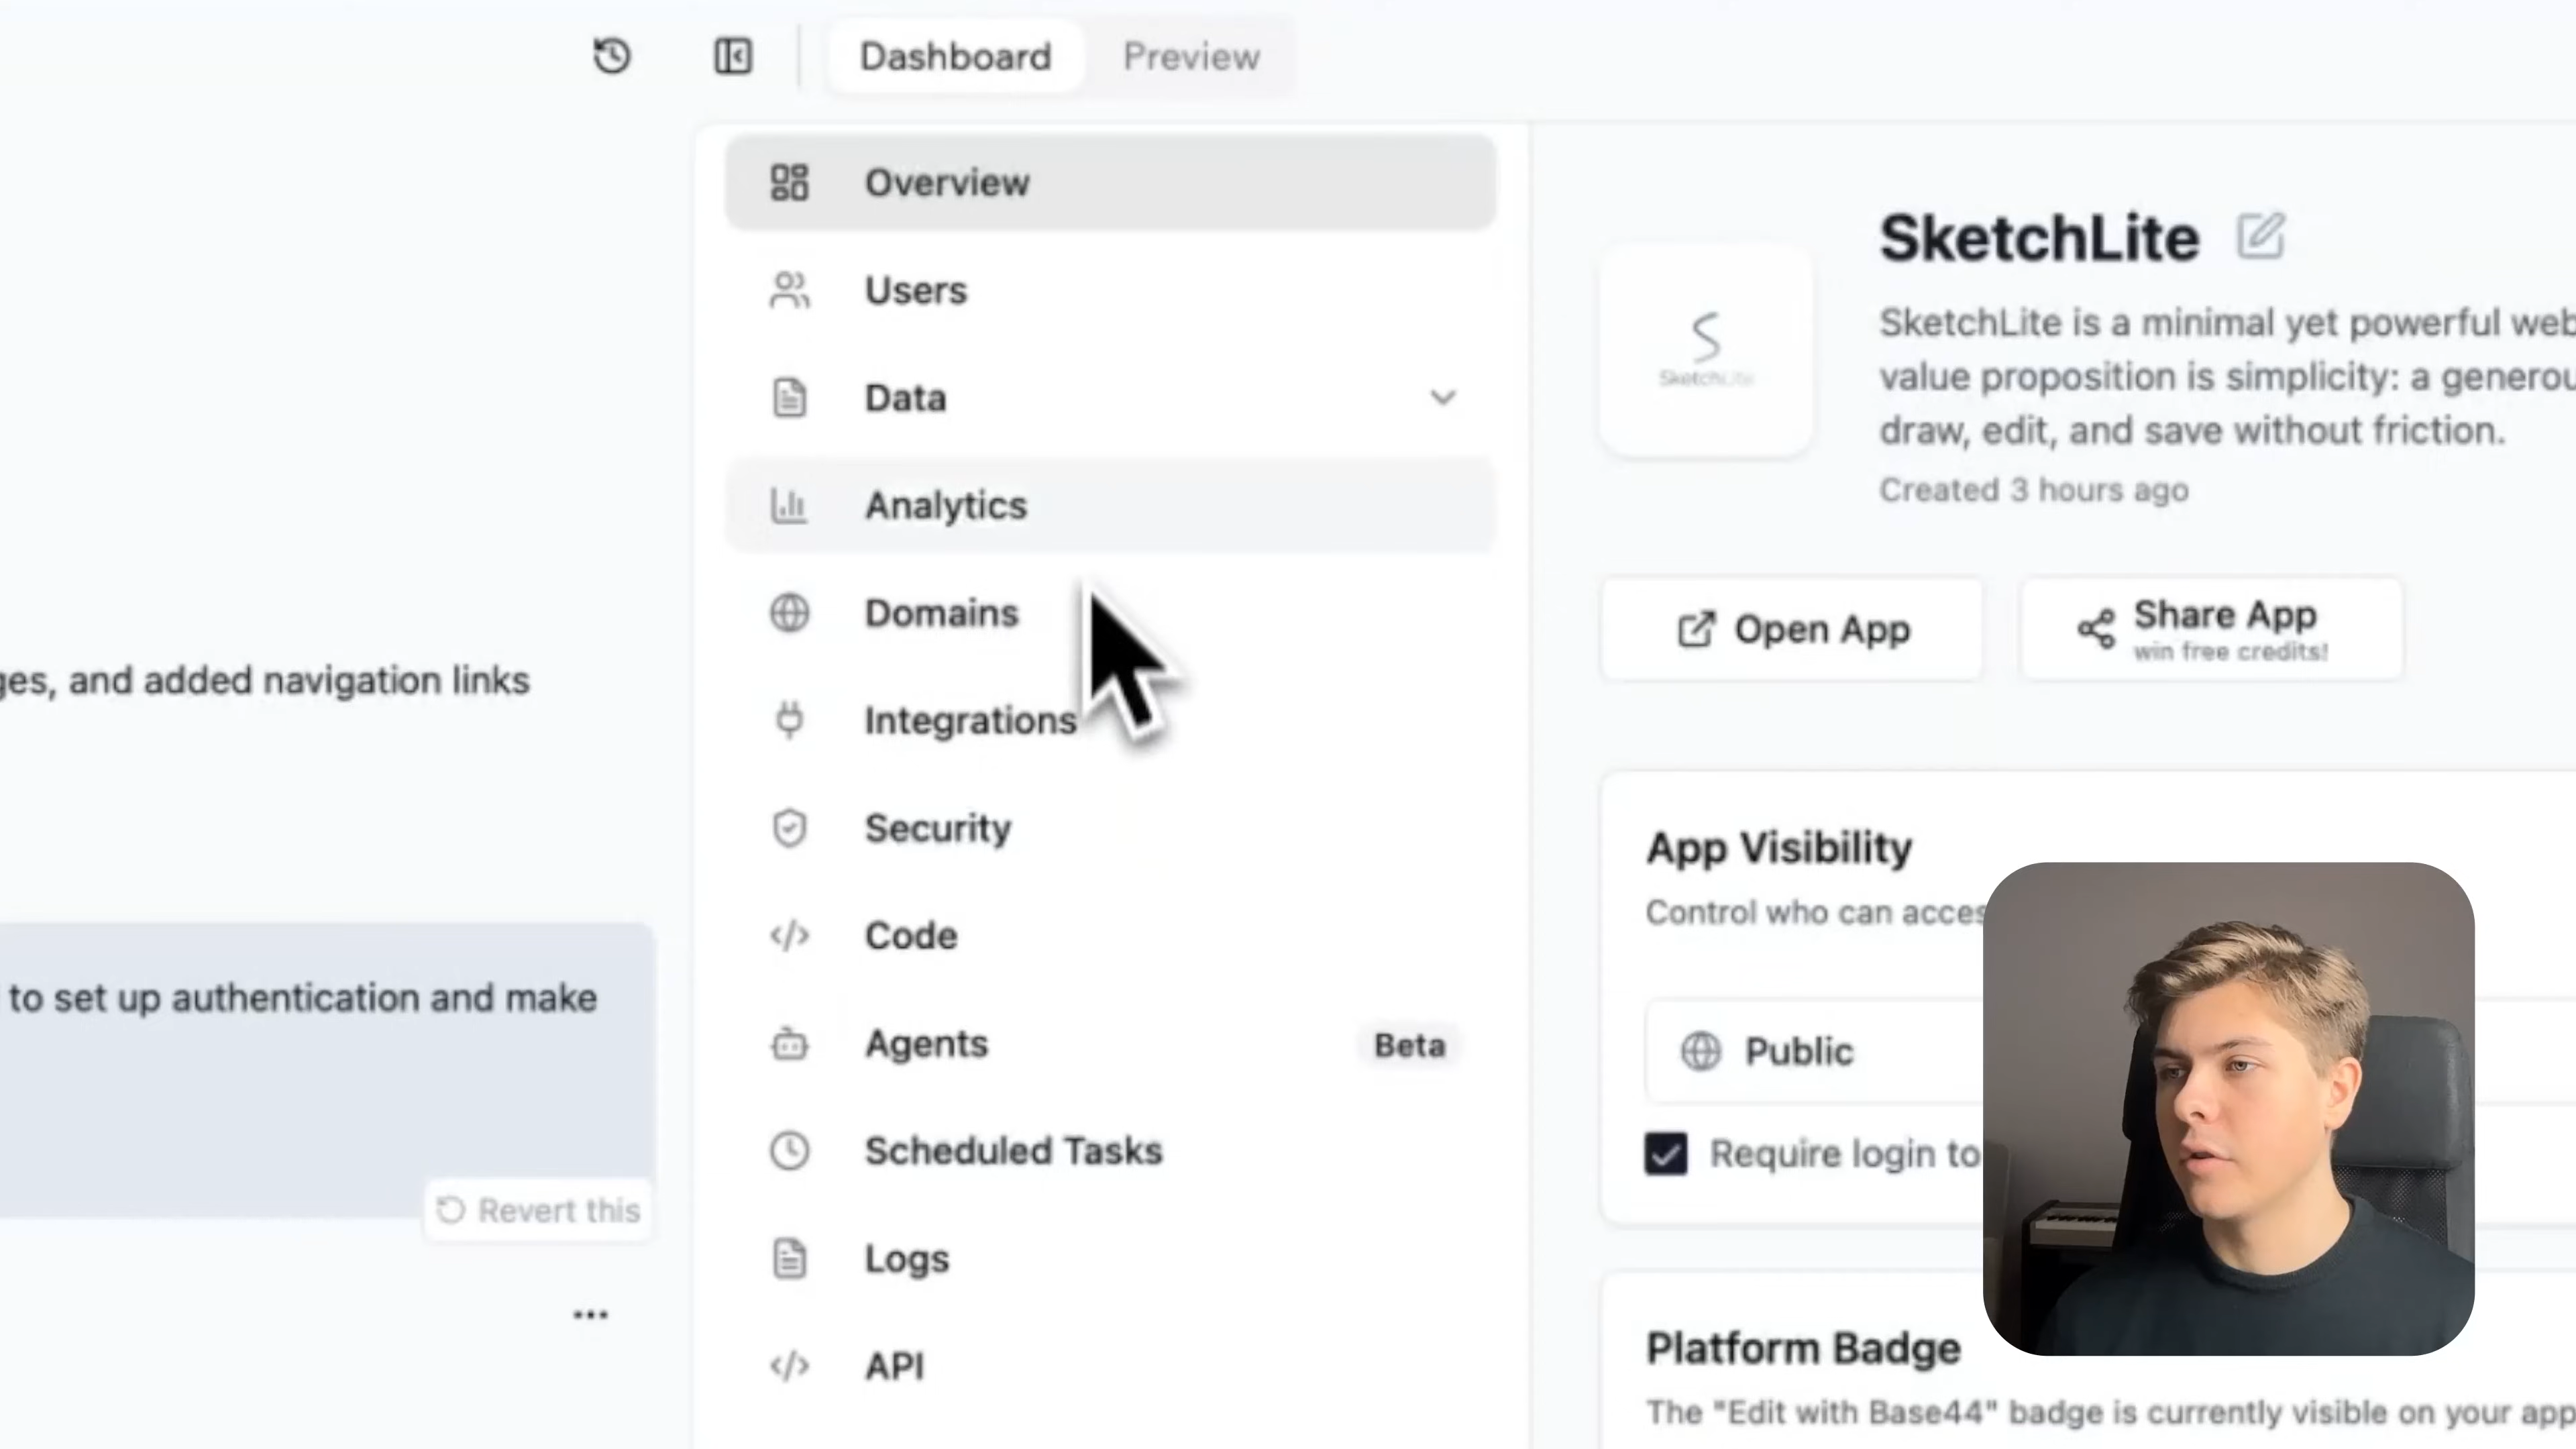 Dashboard
Preview
ges, and added navigation links
to set up authentication and make
Revert this
Overview
Users
Data
Analytics
Domains
Integrations
Security
Code
Agents
Beta
Scheduled Tasks
Logs
API
SketchLite
SketchLite
SketchLite is a minimal yet powerful web
value proposition is simplicity: a generou
draw, edit, and save without friction.
Created 3 hours ago
Open App
Share App
win free credits!
App Visibility
Control who can acces
Public
Require login to
Platform Badge
The "Edit with Base44" badge is currently visible on your app